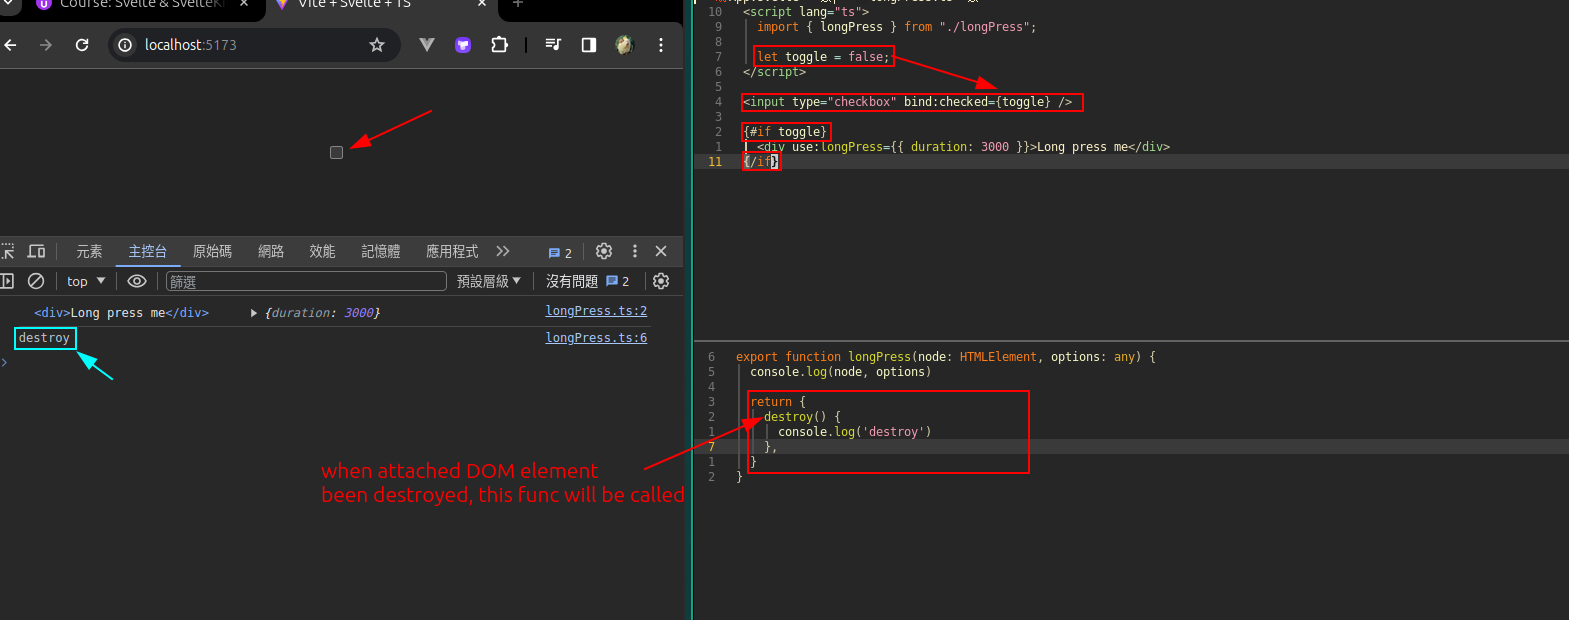 Course: Svelte & SvelteK
Vite + Svelte + TS
localhost:5173
元素 主控台 原始碼 網路 效能 記憶體 應用程式 2
top 篩選 預設層級 沒有問題 2
<div>Long press me</div> {duration: 3000} longPress.ts:2
destroy longPress.ts:6
when attached DOM element
been destroyed, this func will be called
10 <script lang="ts">
9 import { longPress } from "./longPress";
8
7 let toggle = false;
6 </script>
5
4 <input type="checkbox" bind:checked={toggle} />
3
2 {#if toggle}
1 <div use:longPress={{ duration: 3000 }}>Long press me</div>
11 {/if}
6 export function longPress(node: HTMLElement, options: any) {
5 console.log(node, options)
4
3 return {
2 destroy() {
1 console.log('destroy')
7 },
1 }
2 }